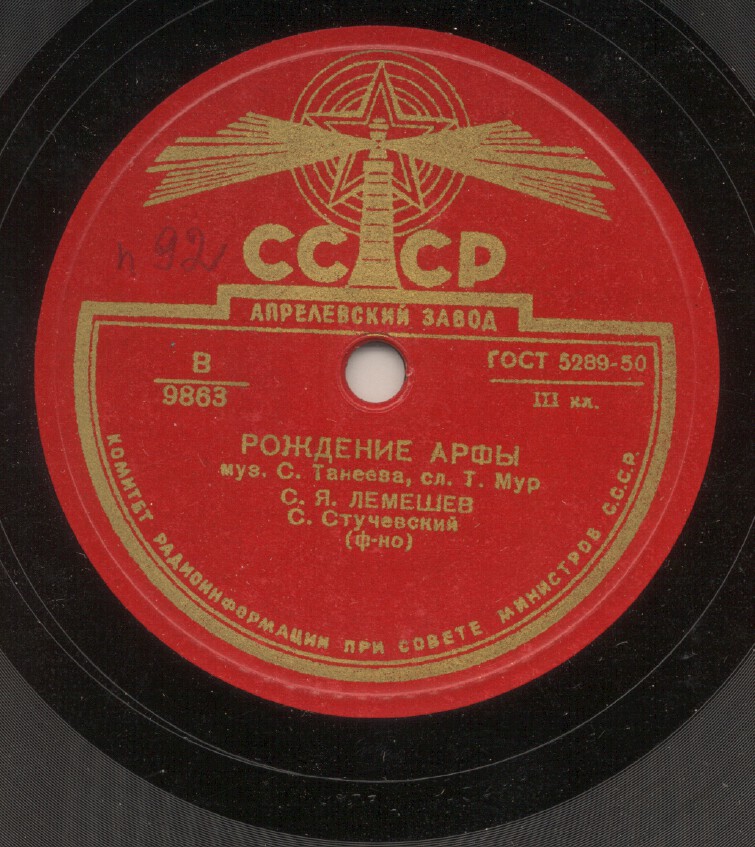 п 92
СССР
АПРЕЛЕВСКИЙ ЗАВОД
В
9863
ГОСТ 5289-50
III кл.
РОЖДЕНИЕ АРФЫ
муз. С. Танеева, сл. Т. Мур
С. Я. ЛЕМЕШЕВ
С. Стучевский
(ф-но)
КОМИТЕТ РАДИОИНФОРМАЦИИ ПРИ СОВЕТЕ МИНИСТРОВ С.С.С.Р.